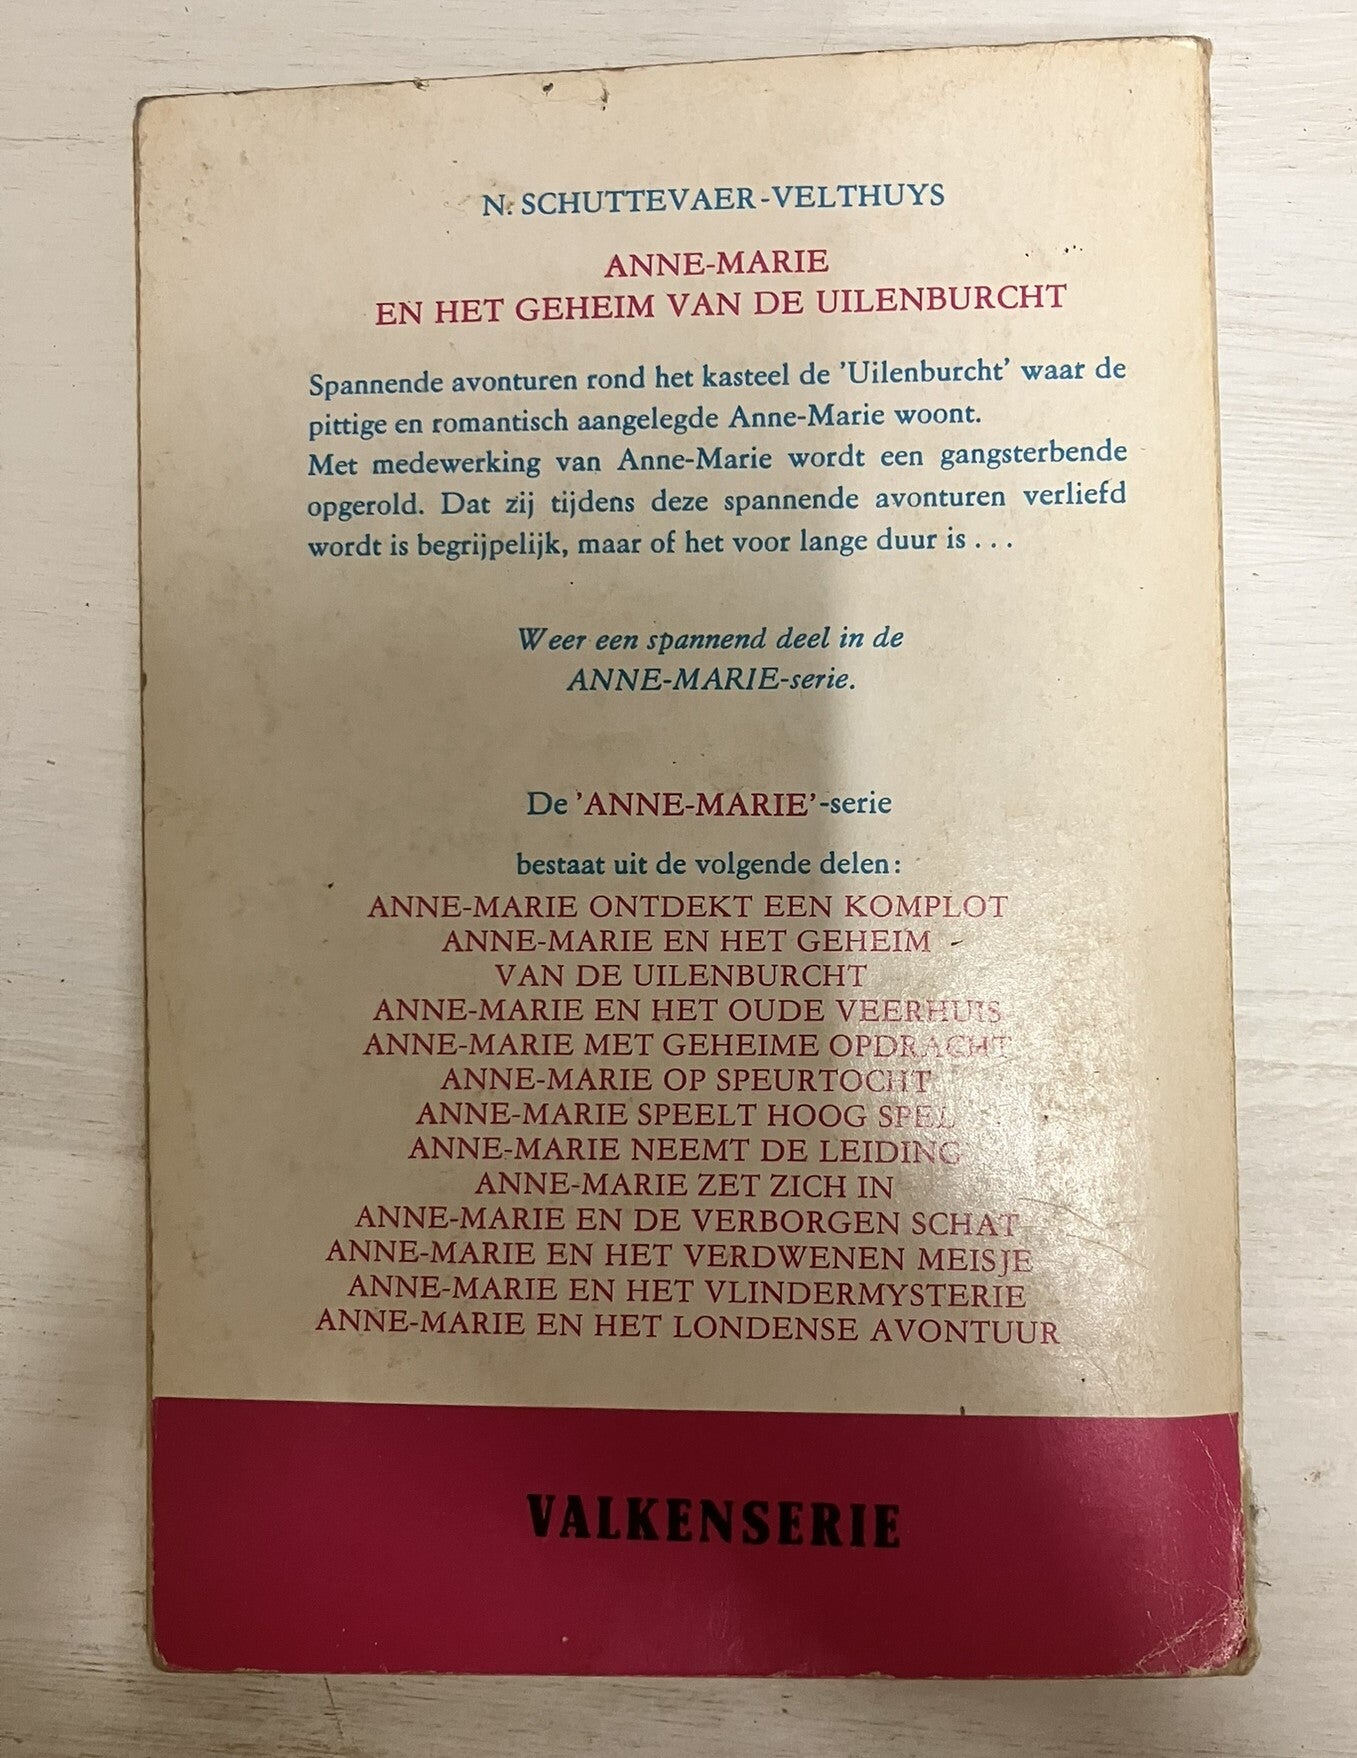 N. SCHUTTEVAER-VELTHUYS
ANNE-MARIE
EN HET GEHEIM VAN DE UILENBURCHT
Spannende avonturen rond het kasteel de 'Uilenburcht' waar de
pittige en romantisch aangelegde Anne-Marie woont.
Met medewerking van Anne-Marie wordt een gangsterbende
opgerold. Dat zij tijdens deze spannende avonturen verliefd
wordt is begrijpelijk, maar of het voor lange duur is . . .
Weer een spannend deel in de
ANNE-MARIE-serie.
De 'ANNE-MARIE'-serie
bestaat uit de volgende delen:
ANNE-MARIE ONTDEKT EEN KOMPLOT
ANNE-MARIE EN HET GEHEIM
VAN DE UILENBURCHT
ANNE-MARIE EN HET OUDE VEERHUIS
ANNE-MARIE MET GEHEIME OPDRACHT
ANNE-MARIE OP SPEURTOCHT
ANNE-MARIE SPEELT HOOG SPEL
ANNE-MARIE NEEMT DE LEIDING
ANNE-MARIE ZET ZICH IN
ANNE-MARIE EN DE VERBORGEN SCHAT
ANNE-MARIE EN HET VERDWENEN MEISJE
ANNE-MARIE EN HET VLINDERMYSTERIE
ANNE-MARIE EN HET LONDENSE AVONTUUR
VALKENSERIE